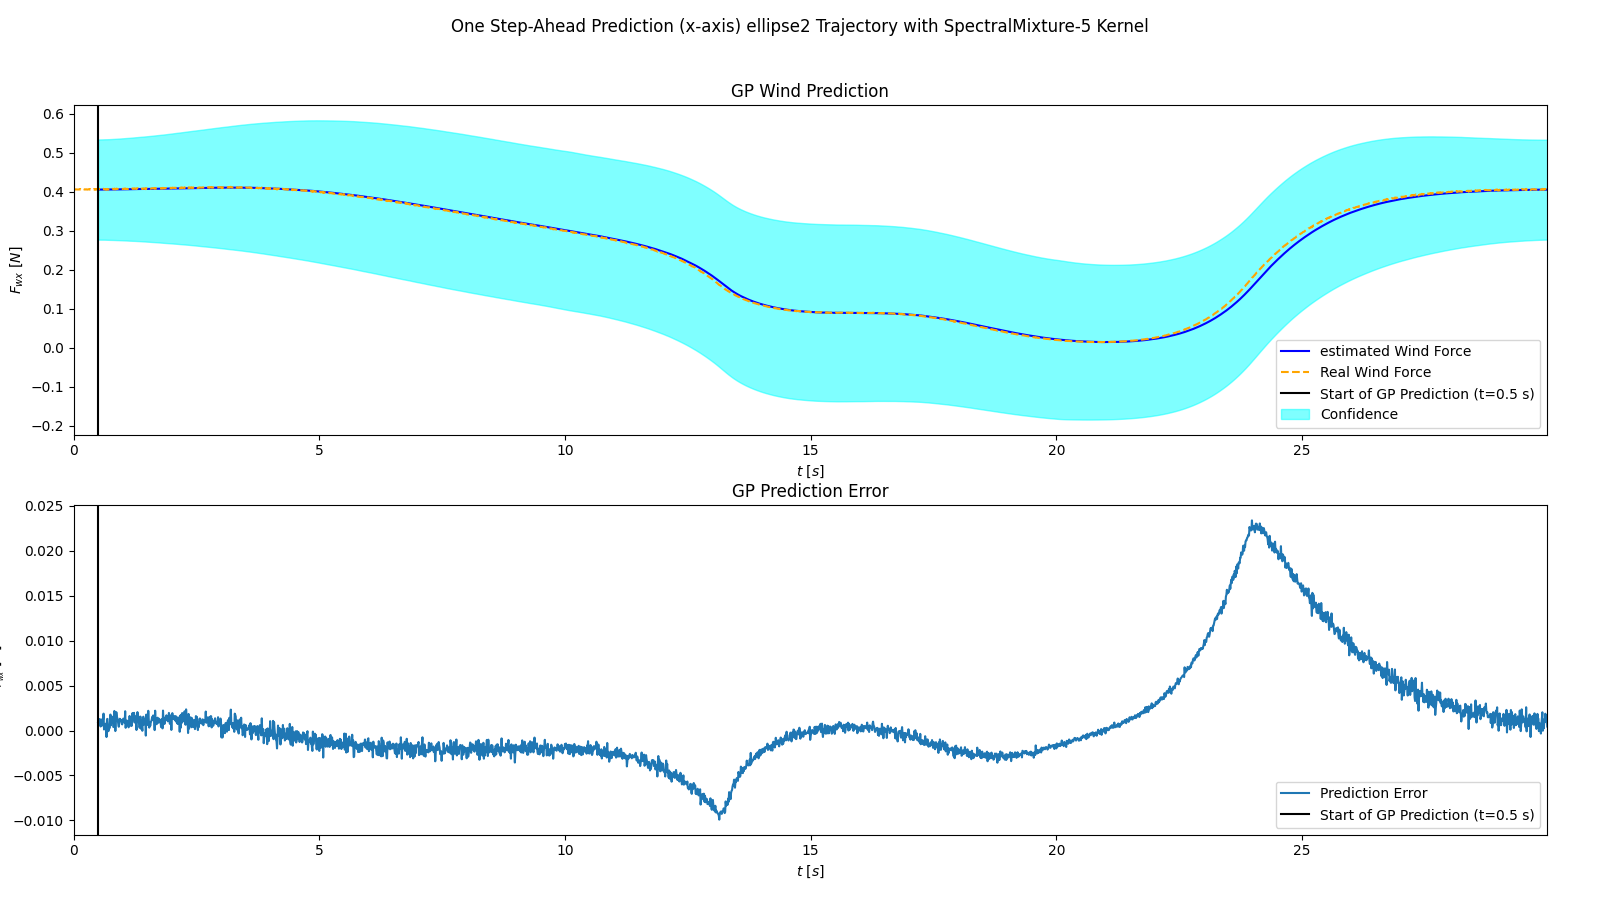 One Step-Ahead Prediction (x-axis) ellipse2 Trajectory with SpectralMixture-5 Kernel
GP Wind Prediction
0.6
0.5
0.4
0.3
0.2
0.1
0.0
−0.1
−0.2
F_wx [N]
estimated Wind Force
Real Wind Force
Start of GP Prediction (t=0.5 s)
Confidence
0 5 10 15 20 25
t [s]
GP Prediction Error
0.025
0.020
0.015
0.010
0.005
0.000
−0.005
−0.010
Prediction Error
Start of GP Prediction (t=0.5 s)
0 5 10 15 20 25
t [s]